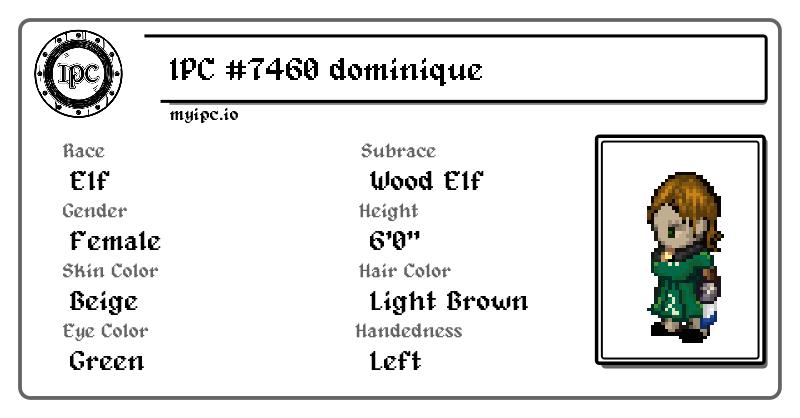 IPC
IPC #7460 dominique
myipc.io
Race
Elf
Subrace
Wood Elf
Gender
Female
Height
6'0"
Skin Color
Beige
Hair Color
Light Brown
Eye Color
Green
Handedness
Left